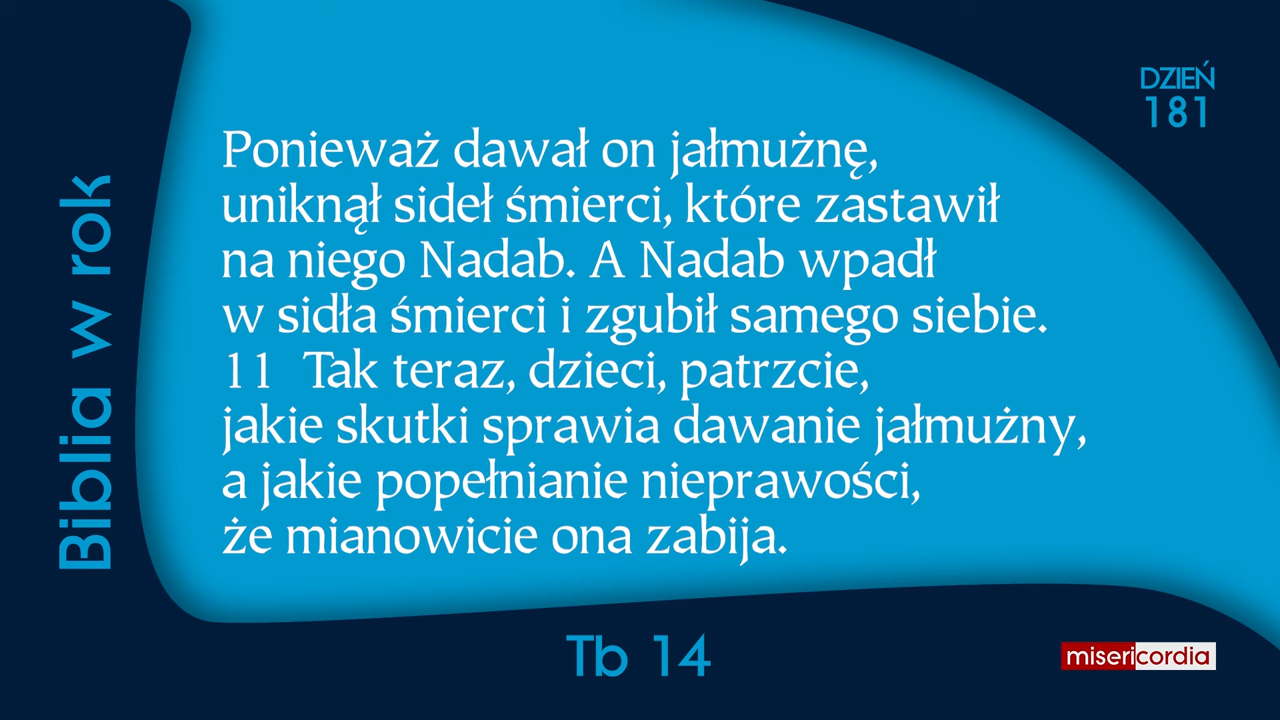 DZIEŃ
181
Biblia w rok
Ponieważ dawał on jałmużnę,
uniknął sideł śmierci, które zastawił
na niego Nadab. A Nadab wpadł
w sidła śmierci i zgubił samego siebie.
11 Tak teraz, dzieci, patrzcie,
jakie skutki sprawia dawanie jałmużny,
a jakie popełnianie nieprawości,
że mianowicie ona zabija.
Tb 14
misericordia